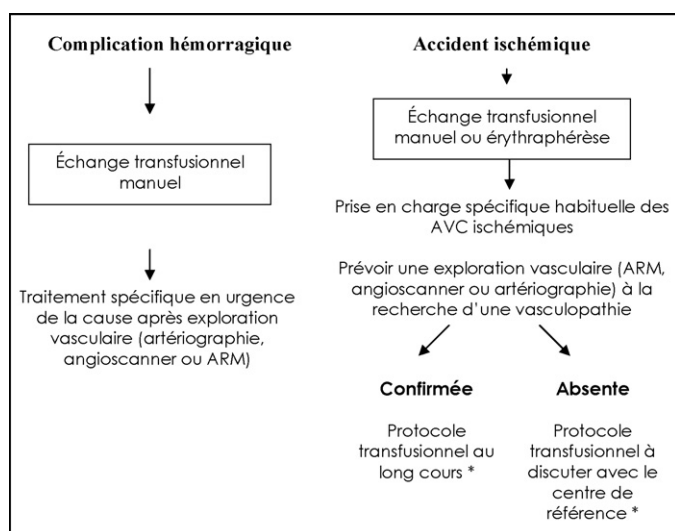 Complication hémorragique
Échange transfusionnel
manuel
Traitement spécifique en urgence
de la cause après exploration
vasculaire (artériographie,
angioscanner ou ARM)
Accident ischémique
Échange transfusionnel
manuel ou érythraphérèse
Prise en charge spécifique habituelle des
AVC ischémiques
Prévoir une exploration vasculaire (ARM,
angioscanner ou artériographie) à la
recherche d’une vasculopathie
Confirmée
Protocole
transfusionnel au
long cours *
Absente
Protocole
transfusionnel à
discuter avec le
centre de
référence *